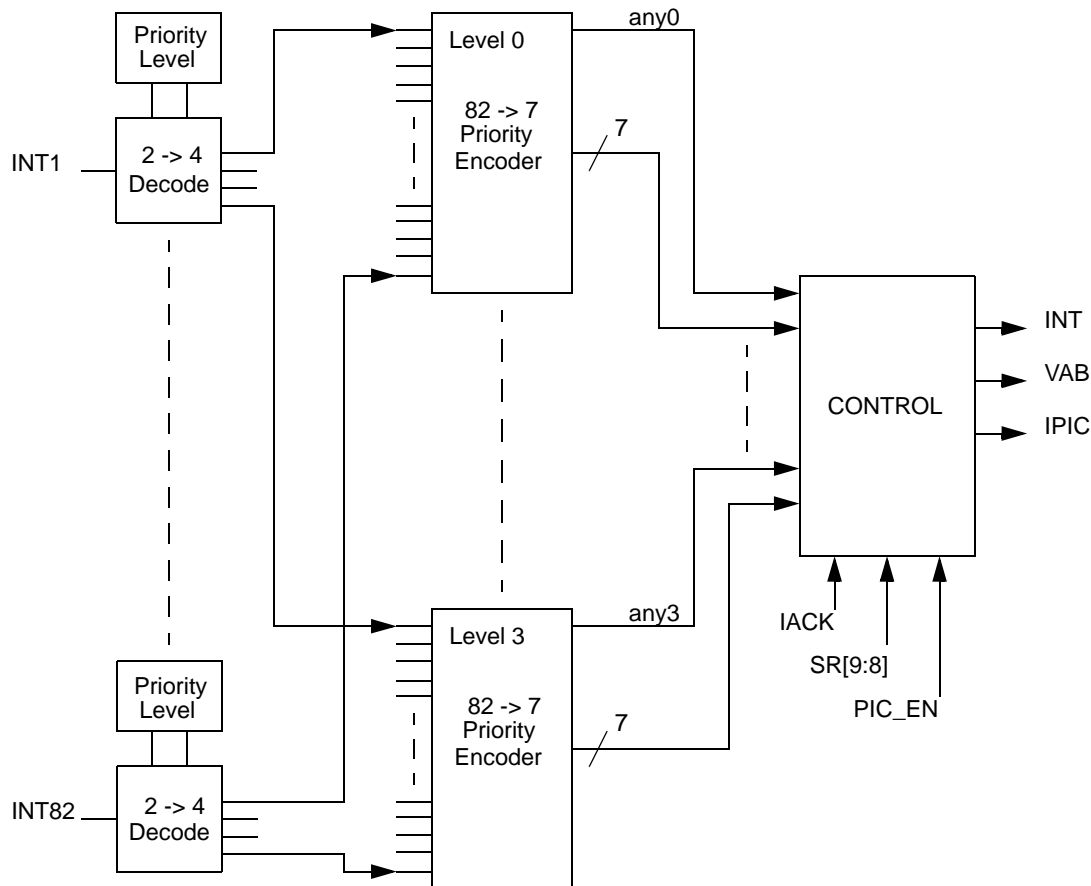 Priority
Level
INT1
2 -> 4
Decode
Level 0
82 -> 7
Priority
Encoder
any0
7
CONTROL
INT
VAB
IPIC
IACK
SR[9:8]
PIC_EN
Priority
Level
INT82
2 -> 4
Decode
Level 3
82 -> 7
Priority
Encoder
any3
7